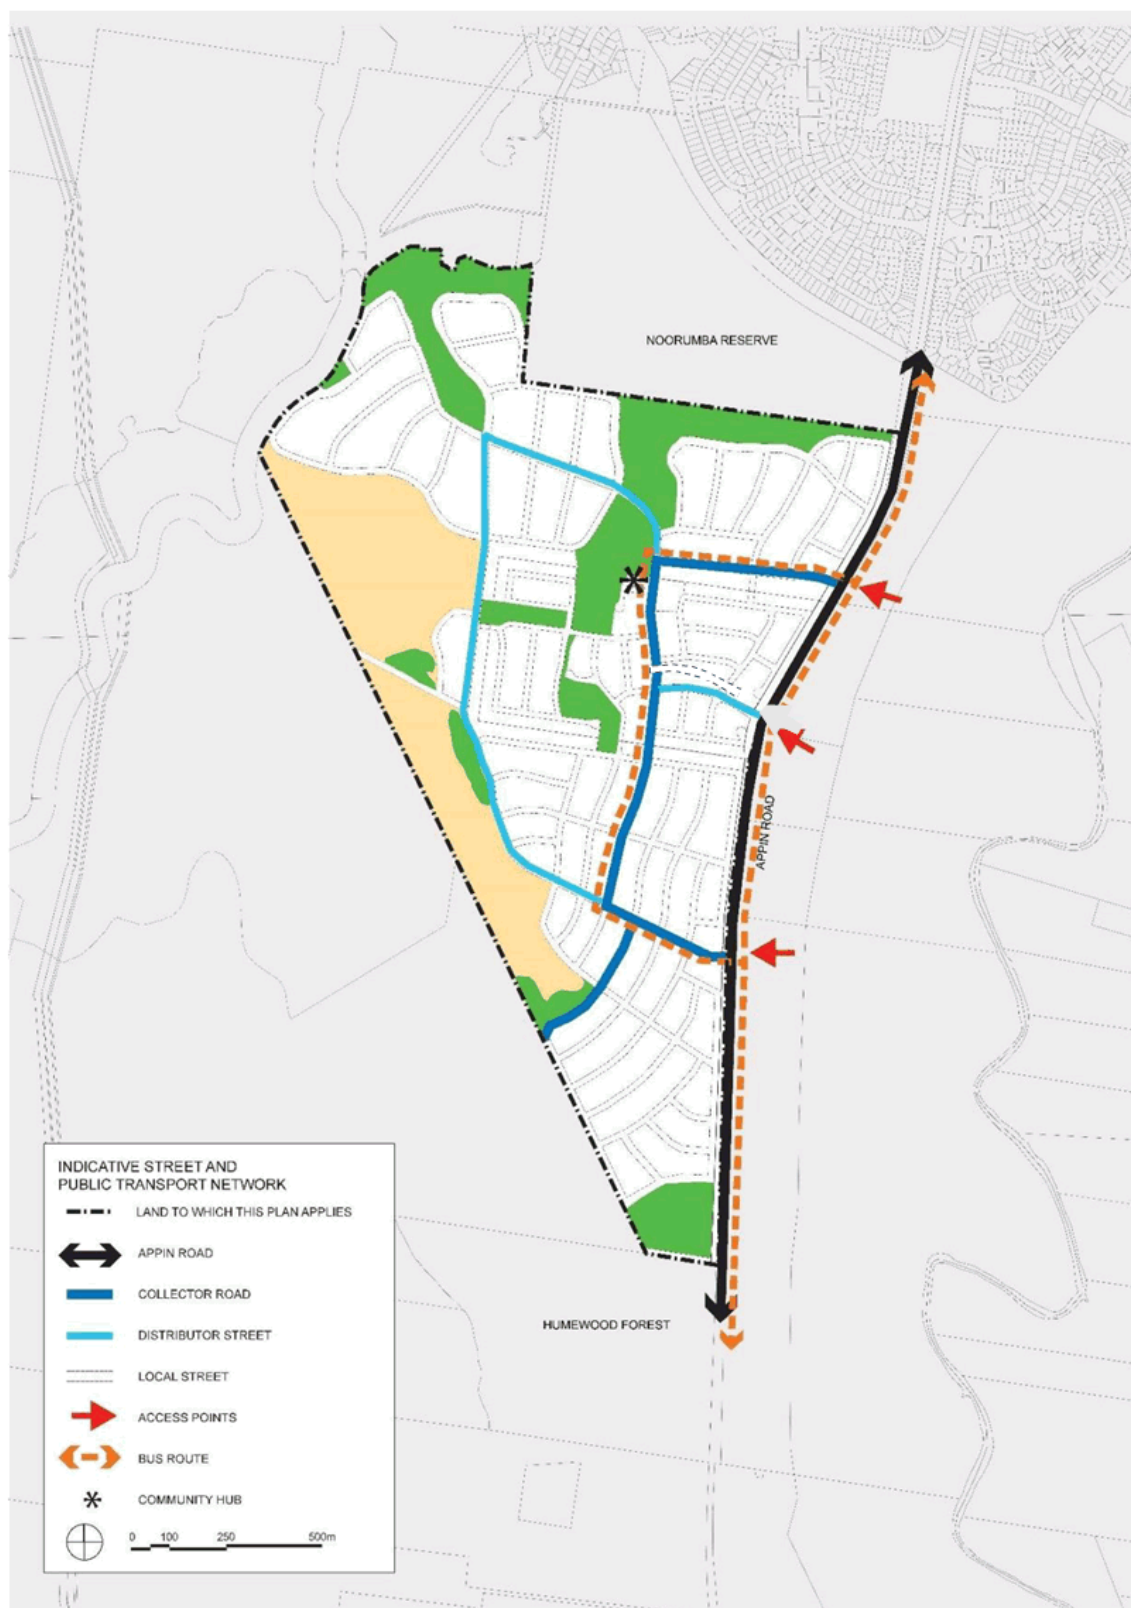 NOORUMBA RESERVE
APPIN ROAD
HUMEWOOD FOREST
INDICATIVE STREET AND
PUBLIC TRANSPORT NETWORK
LAND TO WHICH THIS PLAN APPLIES
APPIN ROAD
COLLECTOR ROAD
DISTRIBUTOR STREET
LOCAL STREET
ACCESS POINTS
BUS ROUTE
COMMUNITY HUB
0 100 250 500m